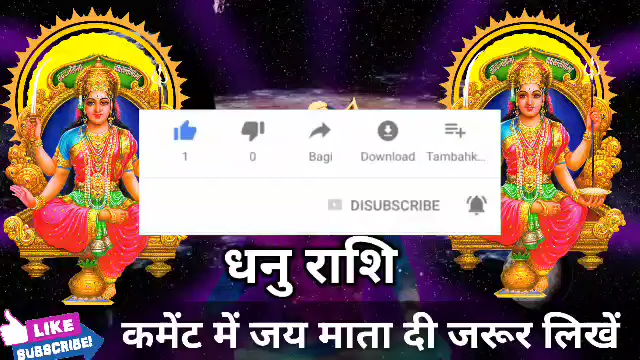 1 0 Bagi Download Tambahk...
DISUBSCRIBE
धनु राशि
LIKE
SUBSCRIBE!
कमेंट में जय माता दी जरूर लिखें